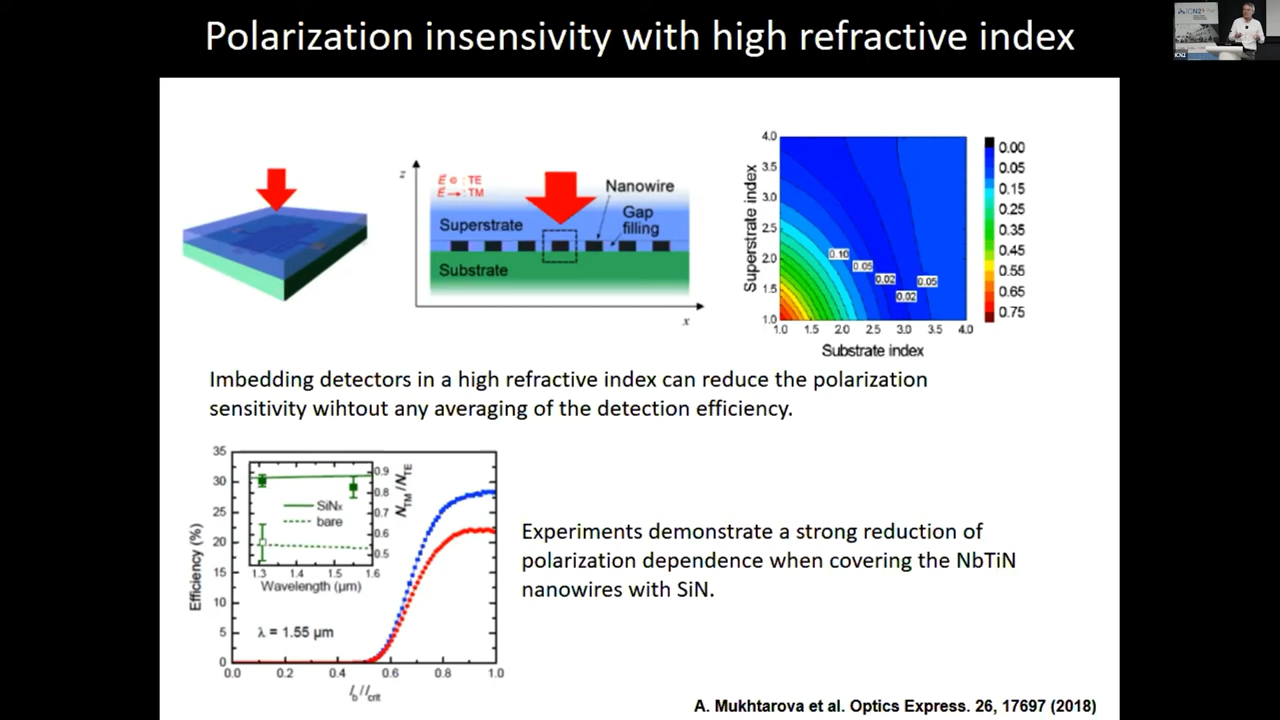 Polarization insensivity with high refractive index
ICN2
ICN2
E ⊙ : TE
E → : TM
Nanowire
Gap
filling
Superstrate
Substrate
z
x
Superstrate index
4.0
3.5
3.0
2.5
2.0
1.5
1.0
0.10
0.05
0.02
0.02
0.05
1.0 1.5 2.0 2.5 3.0 3.5 4.0
Substrate index
0.00
0.05
0.15
0.25
0.35
0.45
0.55
0.65
0.75
Imbedding detectors in a high refractive index can reduce the polarization
sensitivity wihtout any averaging of the detection efficiency.
Efficiency (%)
35
30
25
20
15
10
5
0
0.9
0.8
0.6
0.5
N_TM/N_TE
SiNx
bare
1.3 1.4 1.5 1.6
Wavelength (μm)
λ = 1.55 μm
0.0 0.2 0.4 0.6 0.8 1.0
I_b/I_crit
Experiments demonstrate a strong reduction of
polarization dependence when covering the NbTiN
nanowires with SiN.
A. Mukhtarova et al. Optics Express. 26, 17697 (2018)